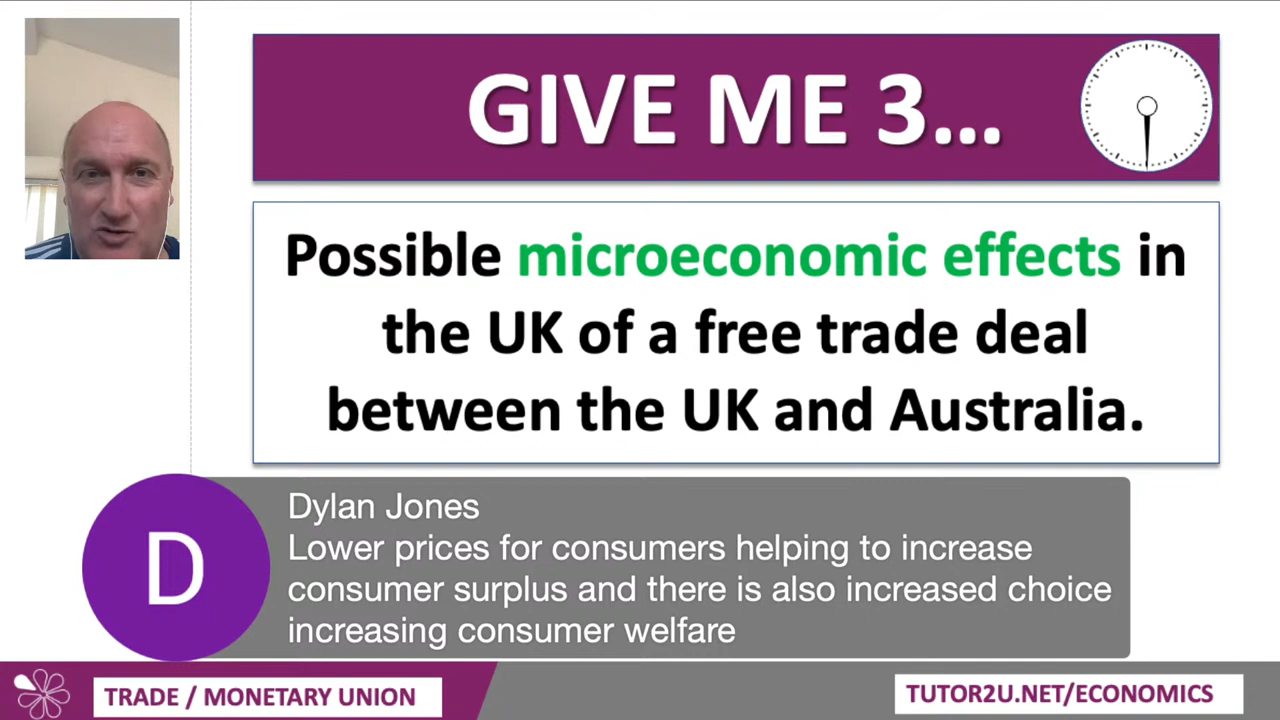 GIVE ME 3...
Possible microeconomic effects in
the UK of a free trade deal
between the UK and Australia.
D
Dylan Jones
Lower prices for consumers helping to increase
consumer surplus and there is also increased choice
increasing consumer welfare
TRADE / MONETARY UNION
TUTOR2U.NET/ECONOMICS